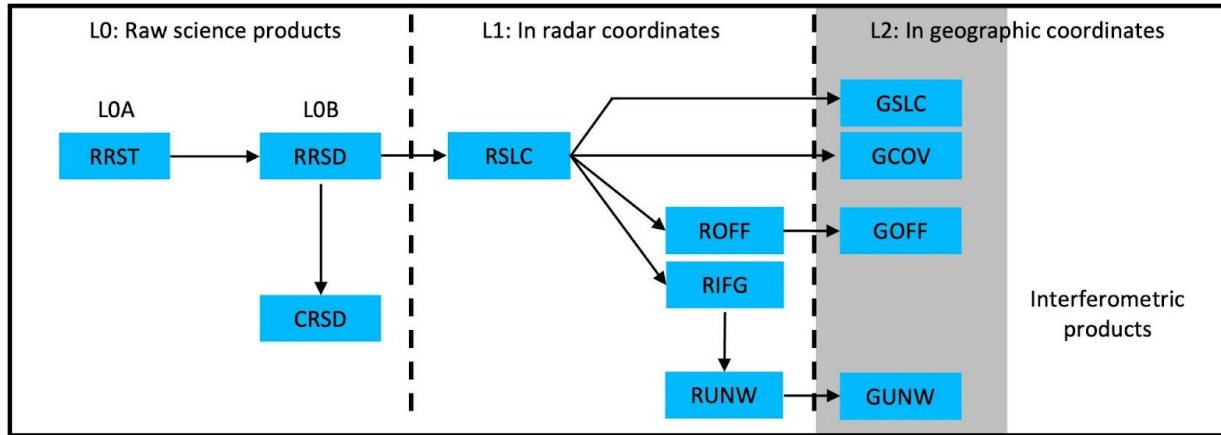 L0: Raw science products
L1: In radar coordinates
L2: In geographic coordinates
L0A
L0B
RRST
RRSD
RSLC
GSLC
GCOV
ROFF
GOFF
RIFG
CRSD
Interferometric
products
RUNW
GUNW